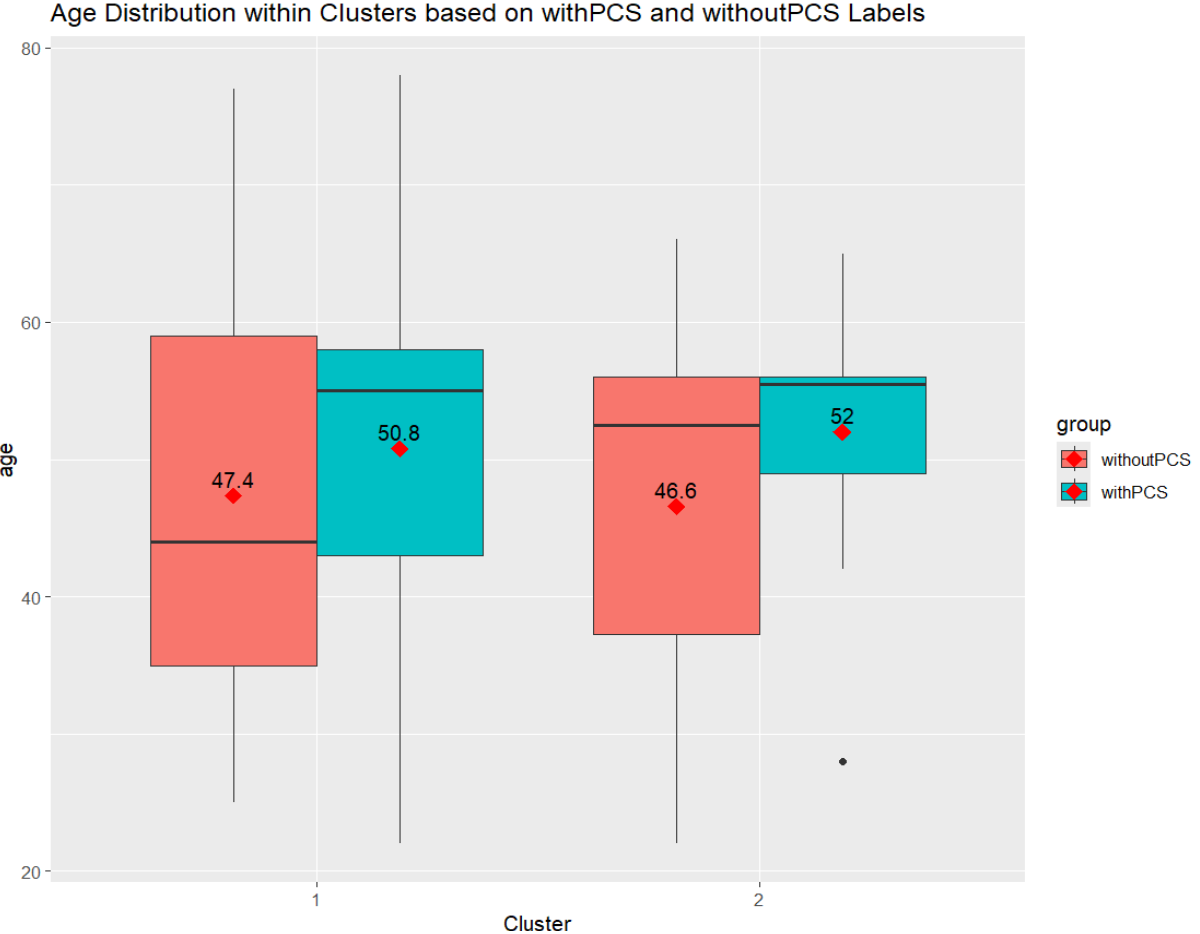 Age Distribution within Clusters based on withPCS and withoutPCS Labels
80
60
40
20
age
47.4
50.8
46.6
52
1
2
Cluster
group
withoutPCS
withPCS